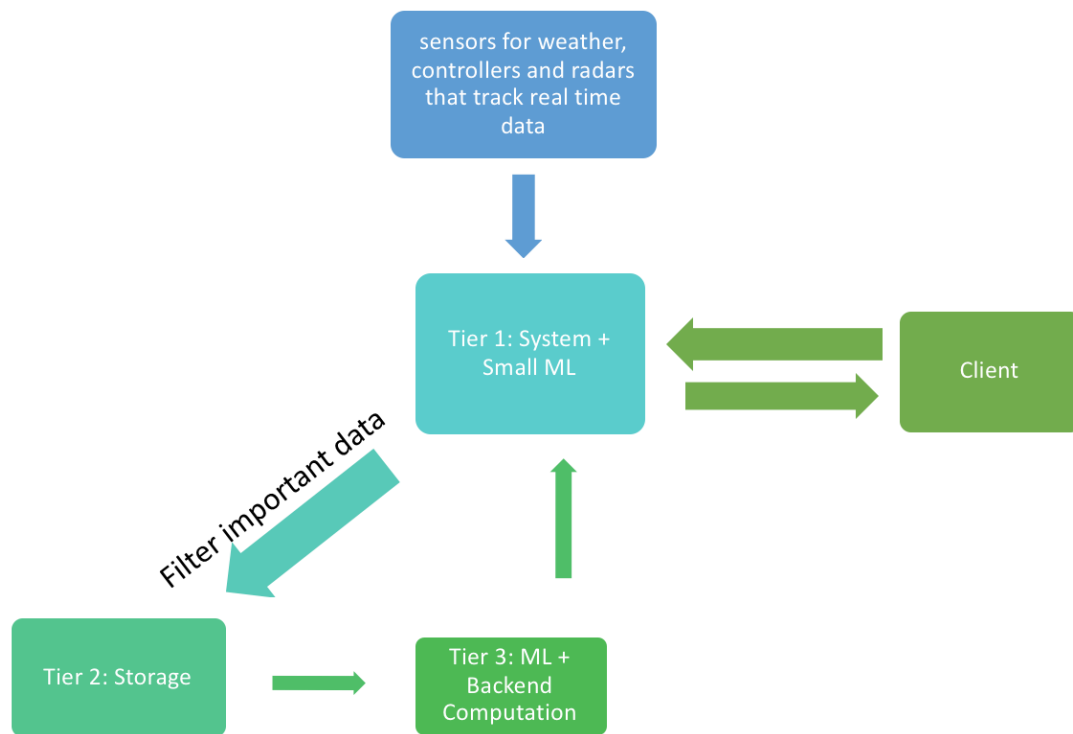 sensors for weather,
controllers and radars
that track real time
data
Tier 1: System +
Small ML
Client
Filter important data
Tier 2: Storage
Tier 3: ML +
Backend
Computation